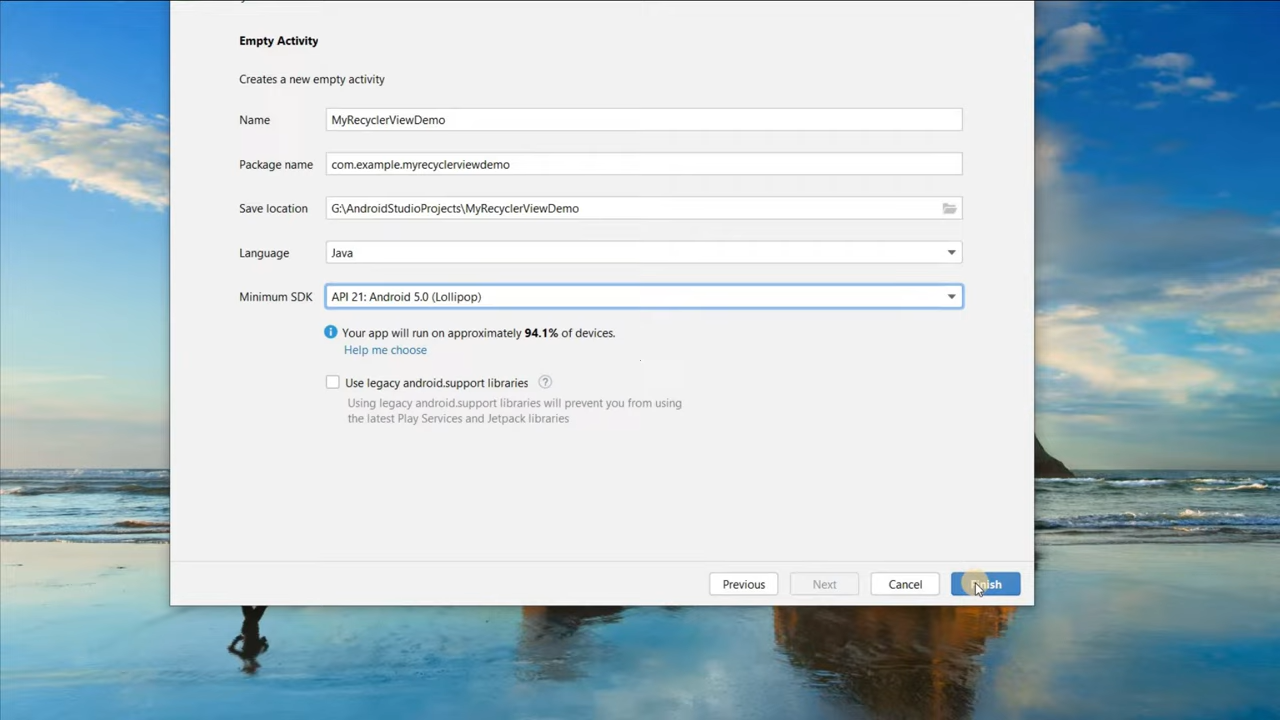 Empty Activity
Creates a new empty activity
Name MyRecyclerViewDemo
Package name com.example.myrecyclerviewdemo
Save location G:\AndroidStudioProjects\MyRecyclerViewDemo
Language Java
Minimum SDK API 21: Android 5.0 (Lollipop)
i Your app will run on approximately 94.1% of devices.
Help me choose
Use legacy android.support libraries ?
Using legacy android.support libraries will prevent you from using
the latest Play Services and Jetpack libraries
Previous Next Cancel Finish